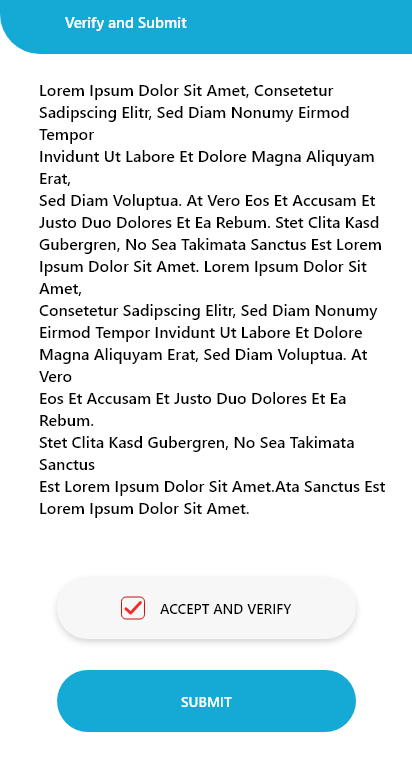 Verify and Submit
Lorem Ipsum Dolor Sit Amet, Consetetur
Sadipscing Elitr, Sed Diam Nonumy Eirmod
Tempor
Invidunt Ut Labore Et Dolore Magna Aliquyam
Erat,
Sed Diam Voluptua. At Vero Eos Et Accusam Et
Justo Duo Dolores Et Ea Rebum. Stet Clita Kasd
Gubergren, No Sea Takimata Sanctus Est Lorem
Ipsum Dolor Sit Amet. Lorem Ipsum Dolor Sit
Amet,
Consetetur Sadipscing Elitr, Sed Diam Nonumy
Eirmod Tempor Invidunt Ut Labore Et Dolore
Magna Aliquyam Erat, Sed Diam Voluptua. At
Vero
Eos Et Accusam Et Justo Duo Dolores Et Ea
Rebum.
Stet Clita Kasd Gubergren, No Sea Takimata
Sanctus
Est Lorem Ipsum Dolor Sit Amet.Ata Sanctus Est
Lorem Ipsum Dolor Sit Amet.
ACCEPT AND VERIFY
SUBMIT